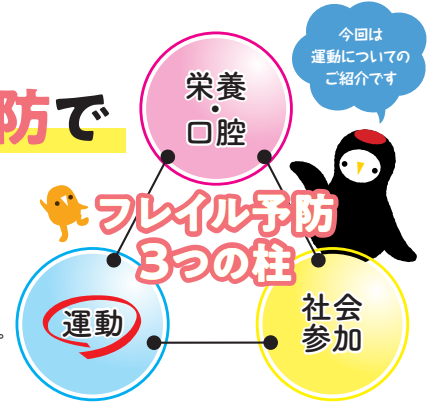 今回は
運動についての
ご紹介です
防で
栄養
・
口腔
フレイル予防
3つの柱
運動
社会
参加
。